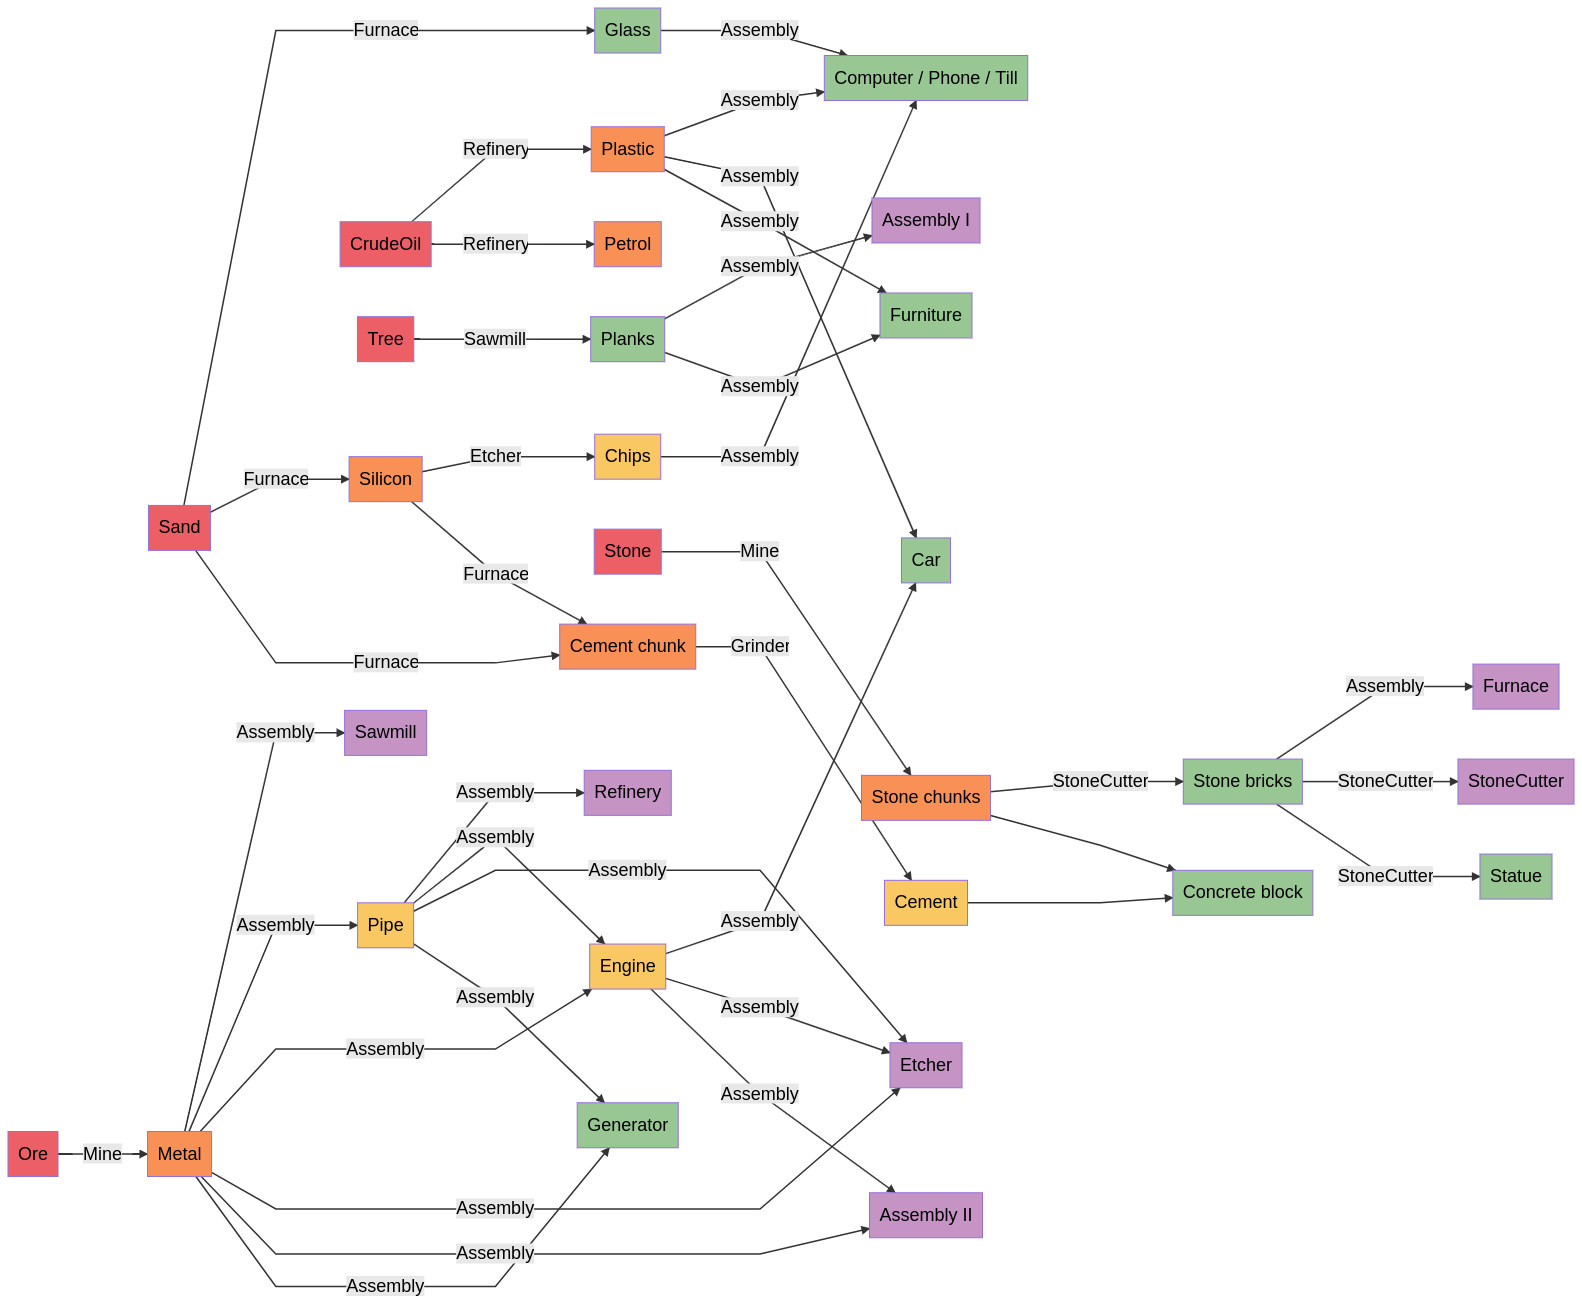 Furnace
Glass
Assembly
Computer / Phone / Till
Assembly
Refinery
Plastic
Assembly
Assembly
Assembly I
CrudeOil
Refinery
Petrol
Assembly
Furniture
Tree
Sawmill
Planks
Assembly
Furnace
Silicon
Etcher
Chips
Assembly
Sand
Stone
Mine
Car
Furnace
Furnace
Cement chunk
Grinder
Assembly
Furnace
Assembly
Sawmill
Assembly
Refinery
Stone chunks
StoneCutter
Stone bricks
StoneCutter
StoneCutter
Assembly
Assembly
StoneCutter
Statue
Concrete block
Cement
Assembly
Pipe
Assembly
Engine
Assembly
Assembly
Assembly
Etcher
Assembly
Generator
Ore
Mine
Metal
Assembly
Assembly II
Assembly
Assembly